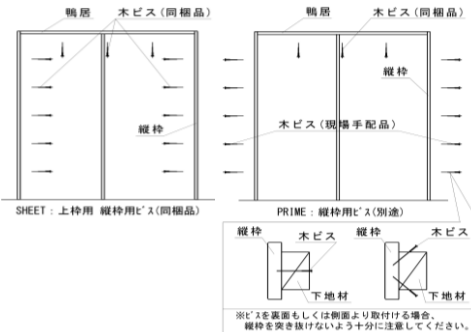 鴨居
木ビス(同梱品)
縦枠
SHEET：上枠用 縦枠用ﾋﾞｽ(同梱品)
鴨居
木ビス(同梱品)
縦枠
木ビス(現場手配品)
PRIME：縦枠用ﾋﾞｽ(別途)
縦枠
木ビス
下地材
縦枠
木ビス
下地材
※ﾋﾞｽを裏面もしくは側面より取付ける場合、
縦枠を突き抜けないよう十分に注意してください。